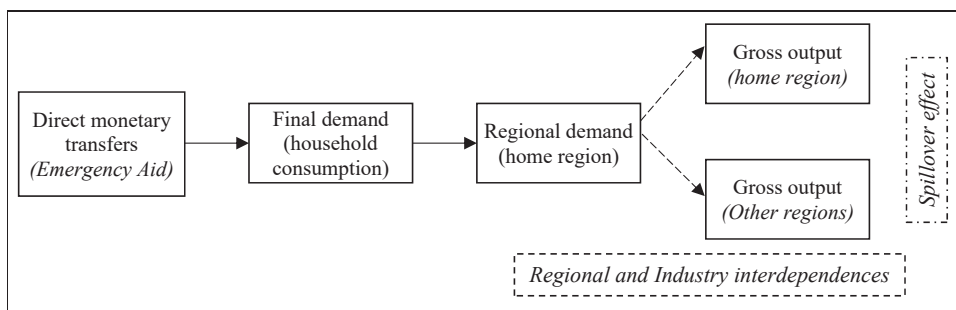 Direct monetary
transfers
(Emergency Aid)
Final demand
(household
consumption)
Regional demand
(home region)
Gross output
(home region)
Gross output
(Other regions)
Spillover effect
Regional and Industry interdependences